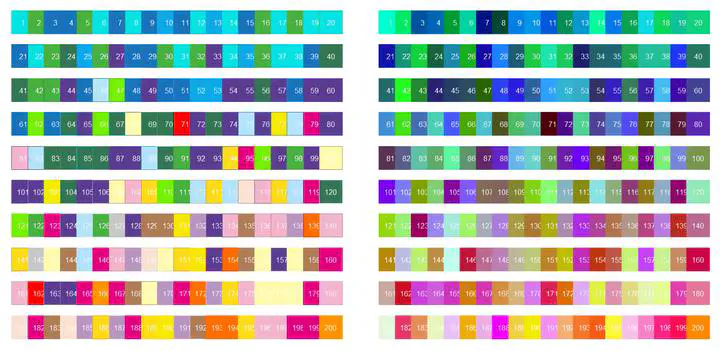 1 2 3 4 5 6 7 8 9 10 11 12 13 14 15 16 17 18 19 20
21 22 23 24 25 26 27 28 29 30 31 32 33 34 35 36 37 38 39 40
41 42 43 44 45 47 48 49 50 51 52 53 54 55 56 57 58 59 60
61 62 63 64 65 66 67 69 70 71 72 73 74 76 79 80
81 83 84 85 86 87 88 90 91 92 93 94 95 96 97 98 99
101 102 104 105 106 110 119 120
121 122 123 124 126 127 128 129 130 131 132 133 134 135 136 137 138 139 140
141 144 146 147 148 149 150 151 152 153 154 155 157 159 160
161 162 163 164 165 166 167 168 170 171 172 173 174 175 179 180
182 183 184 185 186 187 188 189 190 191 192 193 194 195 196 198 199 200
1 2 3 4 5 6 7 8 9 10 11 12 13 14 15 16 17 18 19 20
21 22 23 24 25 26 27 28 29 30 31 32 33 34 35 36 37 38 39 40
41 42 43 44 45 46 47 48 49 50 51 52 53 54 55 56 57 58 59 60
61 62 63 64 65 66 67 68 69 70 71 72 73 74 75 76 77 78 79 80
81 82 83 84 85 86 87 88 89 90 91 92 93 94 95 96 97 98 99 100
101 102 103 104 105 106 107 108 109 110 111 112 113 114 115 116 117 118 119 120
121 122 123 124 126 127 128 129 130 131 132 133 134 135 136 137 138 139 140
141 142 144 146 147 148 149 150 151 152 153 154 155 156 157 158 159 160
161 162 163 164 165 166 167 168 170 171 172 173 174 175 179 180
182 183 184 185 186 187 188 189 190 191 192 193 194 195 196 197 198 199 200